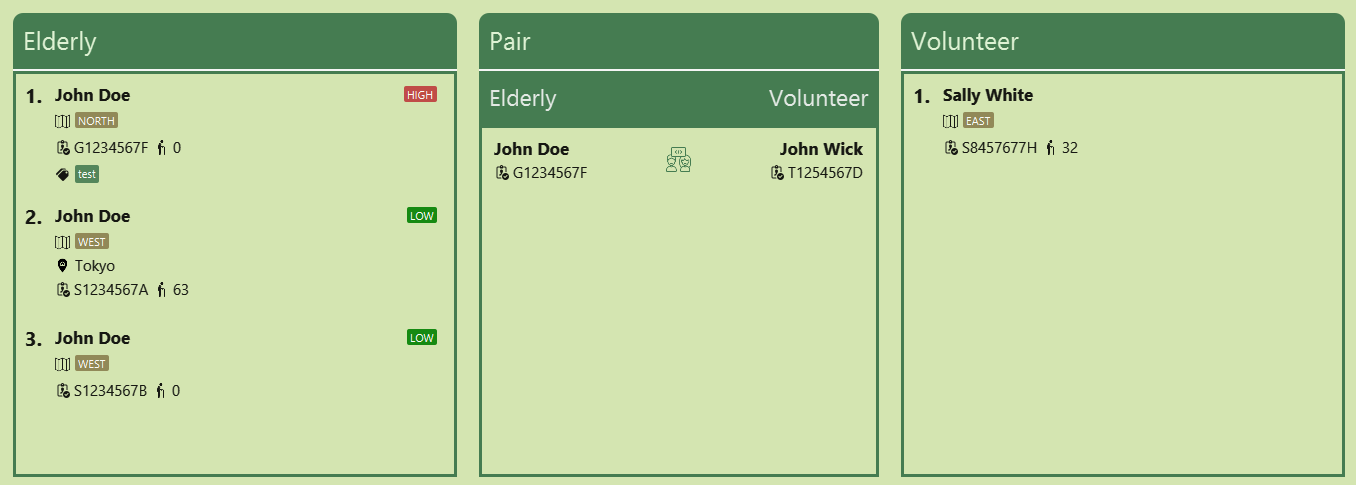 Elderly
1. John Doe HIGH
NORTH
G1234567F 0
test
2. John Doe LOW
WEST
Tokyo
S1234567A 63
3. John Doe LOW
WEST
S1234567B 0
Pair
Elderly Volunteer
John Doe John Wick
G1234567F T1254567D
Volunteer
1. Sally White
EAST
S8457677H 32